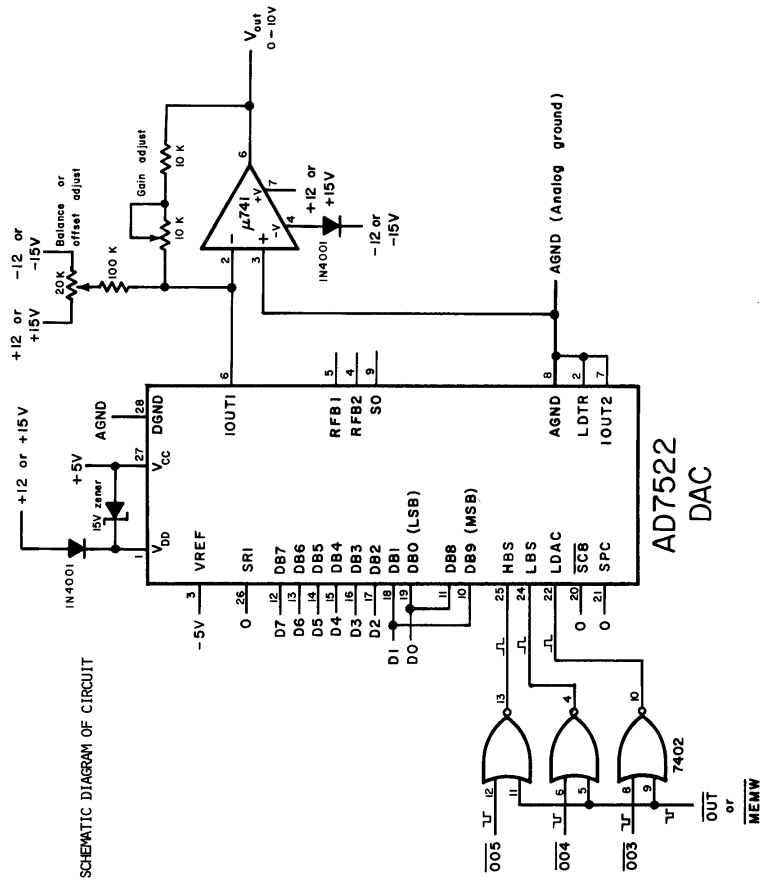 SCHEMATIC DIAGRAM OF CIRCUIT
+12 or +15V
1N4001
15V zener
+5V
AGND
1
27
28
VDD
VCC
DGND
-5V
3
VREF
0
26
SRI
D7
12
DB7
D6
13
DB6
D5
14
DB5
D4
15
DB4
D3
16
DB3
D2
17
DB2
D1
18
DB1
D0
19
DB0 (LSB)
11
DB8
10
DB9 (MSB)
25
HBS
24
LBS
22
LDAC
0
20
SC8
0
21
SPC
6
IOUT1
5
RFB1
4
RFB2
9
SO
8
AGND
2
LDTR
7
IOUT2
AD7522
DAC
+12 or
+15V
-12 or
-15V
20K
Balance or
offset adjust
100 K
Gain adjust
10 K
10 K
2
3
μ741
-
+
-V
+V
4
7
6
Vout
0-10V
1N4001
+12 or
+15V
-12 or
-15V
AGND (Analog ground)
005
12
11
13
004
6
5
4
003
8
9
10
7402
OUT
or
MEMW